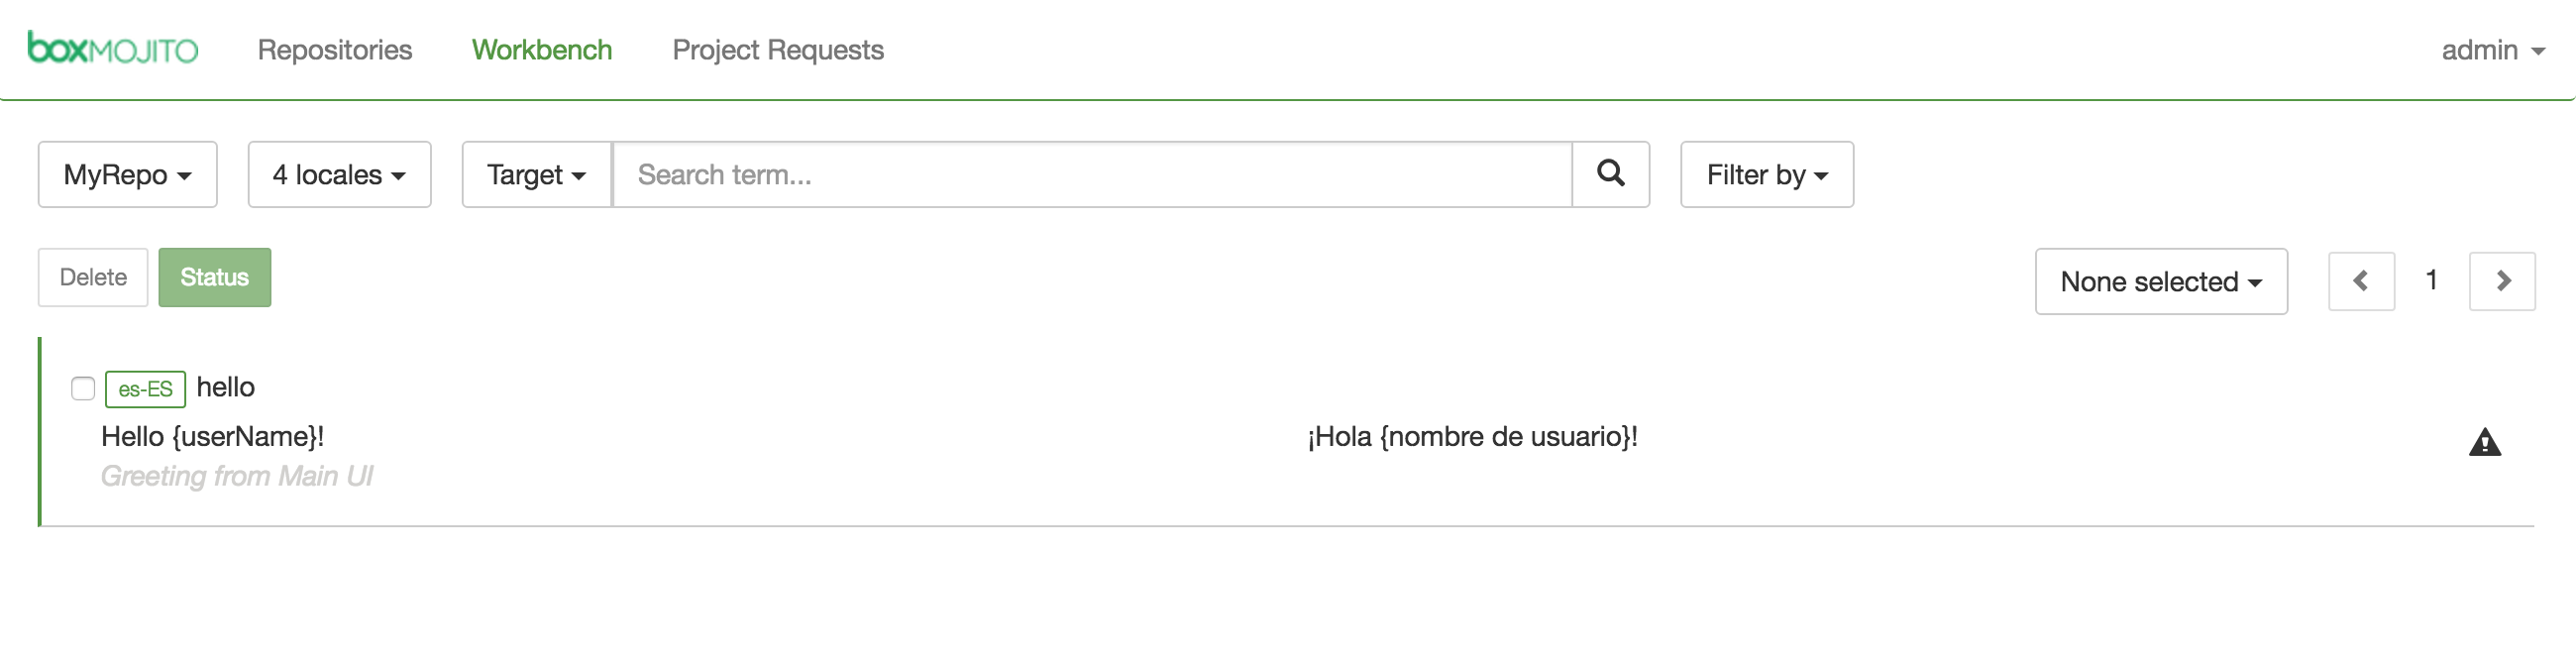 boxMOJITO Repositories Workbench Project Requests admin
MyRepo 4 locales Target Search term... Filter by
Delete Status None selected 1
es-ES hello
Hello {userName}! ¡Hola {nombre de usuario}!
Greeting from Main UI